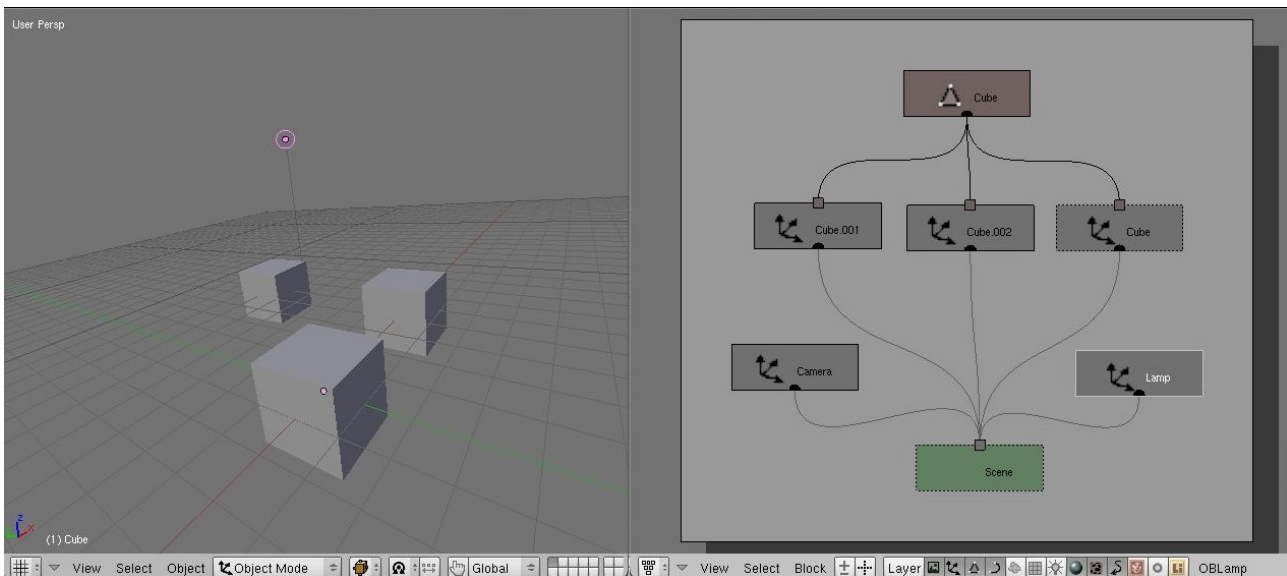 User Persp
Cube
Cube.001
Cube.002
Cube
Camera
Lamp
Scene
z
x
(1) Cube
View Select Object Object Mode Global
View Select Block Layer OBLamp